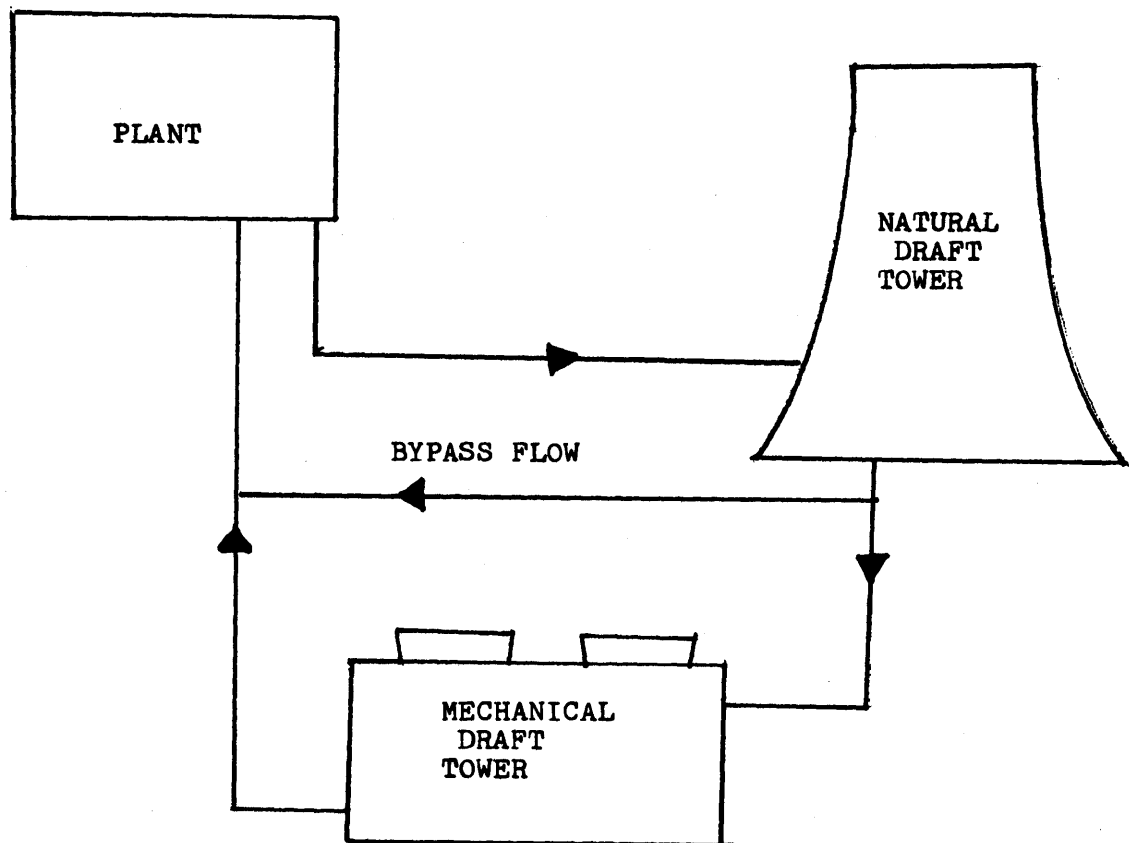 PLANT
NATURAL
DRAFT
TOWER
BYPASS FLOW
MECHANICAL
DRAFT
TOWER